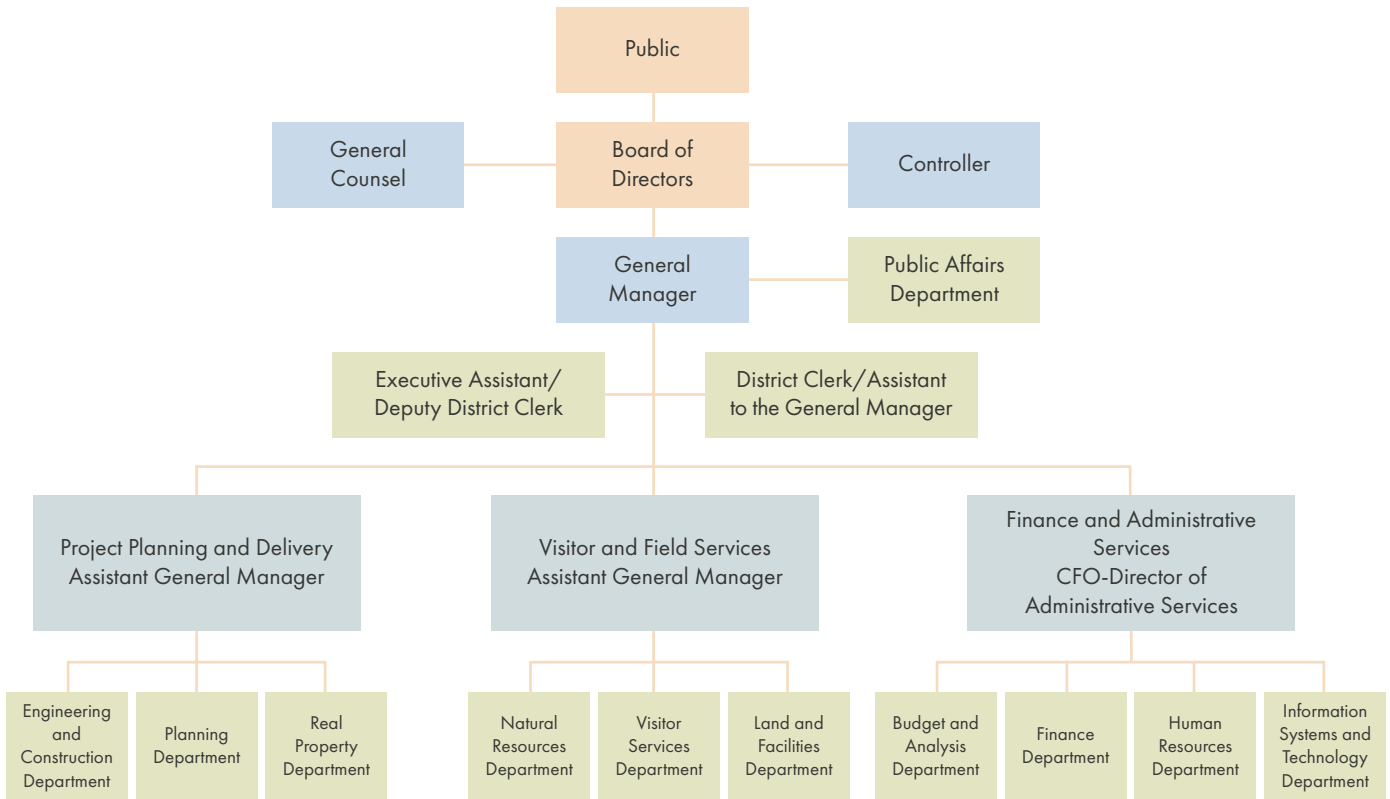 Public
General
Counsel
Board of
Directors
Controller
General
Manager
Public Affairs
Department
Executive Assistant/
Deputy District Clerk
District Clerk/Assistant
to the General Manager
Project Planning and Delivery
Assistant General Manager
Visitor and Field Services
Assistant General Manager
Finance and Administrative
Services
CFO-Director of
Administrative Services
Engineering
and
Construction
Department
Planning
Department
Real
Property
Department
Natural
Resources
Department
Visitor
Services
Department
Land and
Facilities
Department
Budget and
Analysis
Department
Finance
Department
Human
Resources
Department
Information
Systems and
Technology
Department